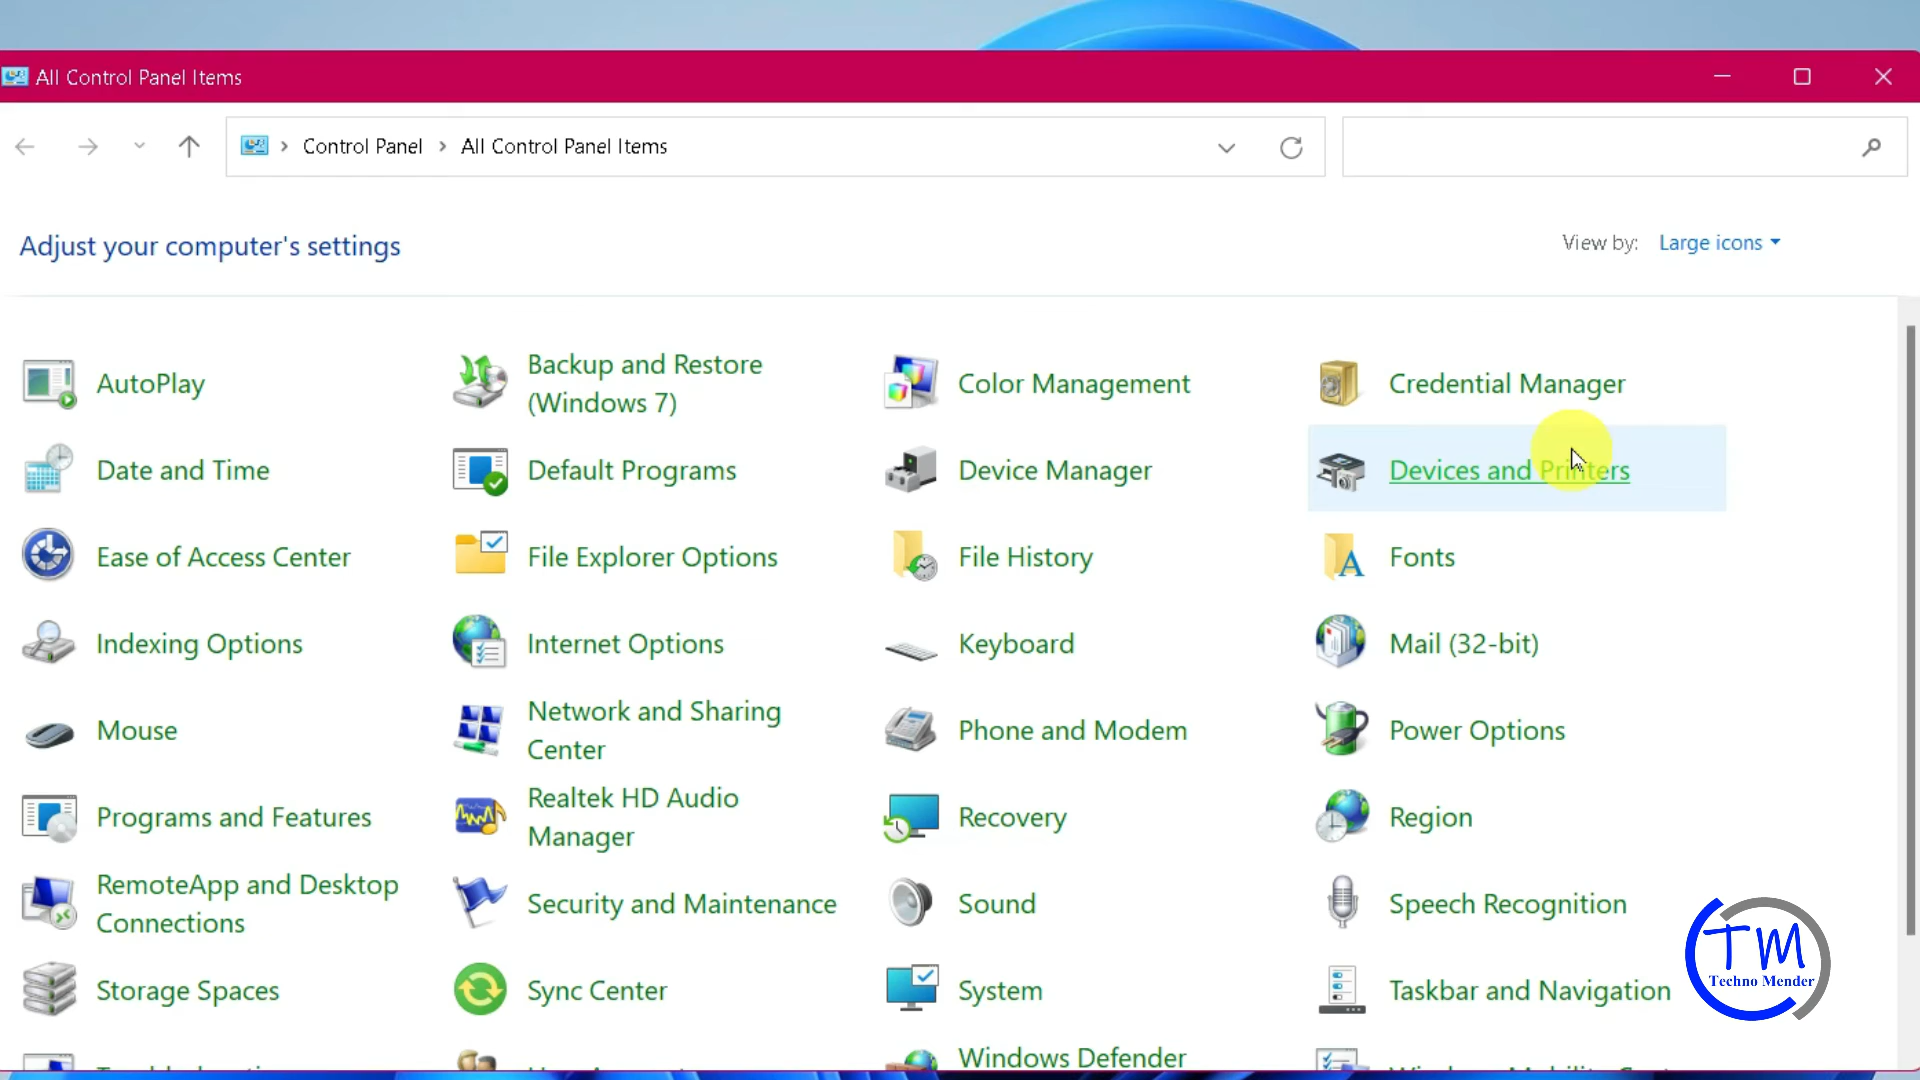 All Control Panel Items
Control Panel > All Control Panel Items
Adjust your computer's settings
View by: Large icons
AutoPlay
Backup and Restore
(Windows 7)
Color Management
Credential Manager
Date and Time
Default Programs
Device Manager
Devices and Printers
Ease of Access Center
File Explorer Options
File History
Fonts
Indexing Options
Internet Options
Keyboard
Mail (32-bit)
Mouse
Network and Sharing
Center
Phone and Modem
Power Options
Programs and Features
Realtek HD Audio
Manager
Recovery
Region
RemoteApp and Desktop
Connections
Security and Maintenance
Sound
Speech Recognition
Storage Spaces
Sync Center
System
Taskbar and Navigation
Windows Defender
TM
Techno Mender